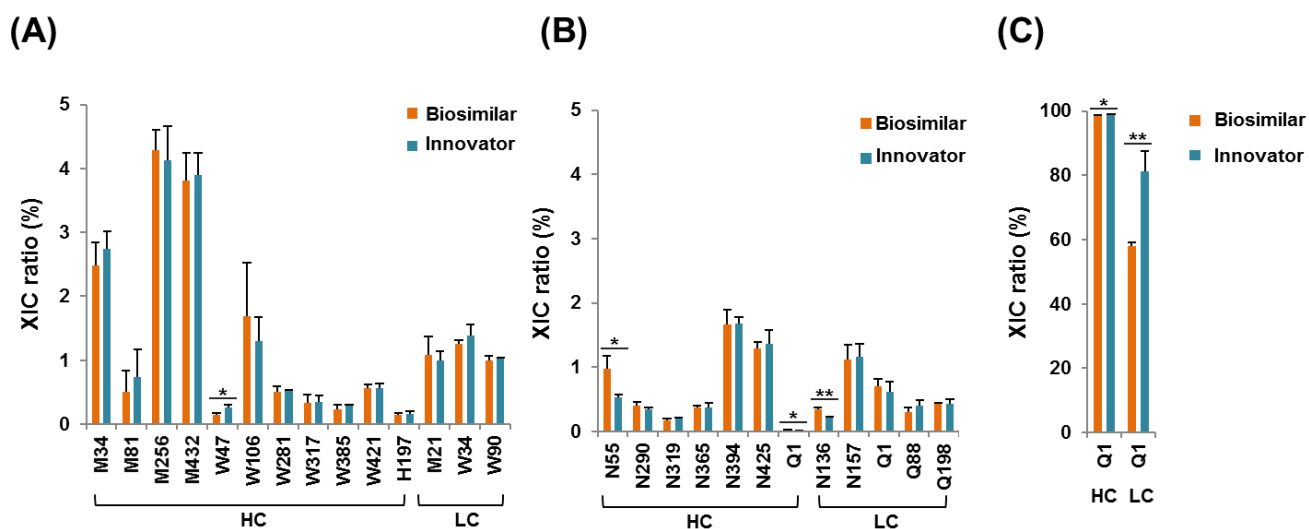 (A)
Biosimilar
Innovator
XIC ratio (%)
5
4
3
2
1
0
*
M34
M81
M256
M432
W47
W106
W281
W317
W385
W421
H197
M21
W34
W90
HC
LC
(B)
Biosimilar
Innovator
XIC ratio (%)
5
4
3
2
1
0
*
*
**
N55
N290
N319
N365
N394
N425
Q1
N136
N157
Q1
Q88
Q198
HC
LC
(C)
Biosimilar
Innovator
XIC ratio (%)
100
80
60
40
20
0
*
**
Q1
Q1
HC
LC